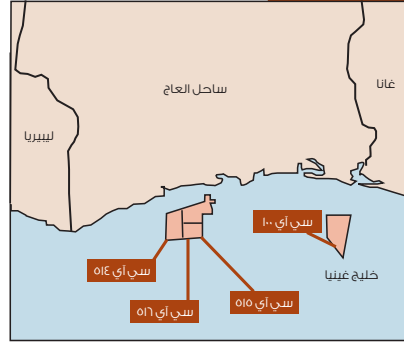 غانا
ساحل العاج
ليبيريا
سي آي ١٠٠
خليج غينيا
سي آي ٥١٤
سي آي ٥١٥
سي آي ٥١٦